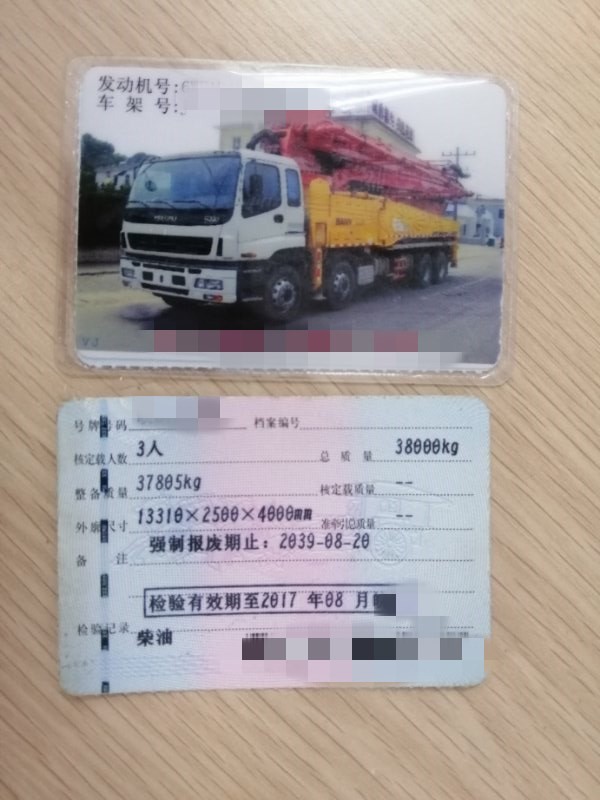 发动机号:
车 架 号:
ISUZU
号牌号码
档案编号
核定载人数 3人 总 质 量 38000kg
整备质量 37805kg 核定载质量 --
外廓尺寸 13310×2500×4000mm 准牵引总质量 --
备 注 强制报废期止: 2039-08-20
检验有效期至2017 年08 月
检验记录
柴油